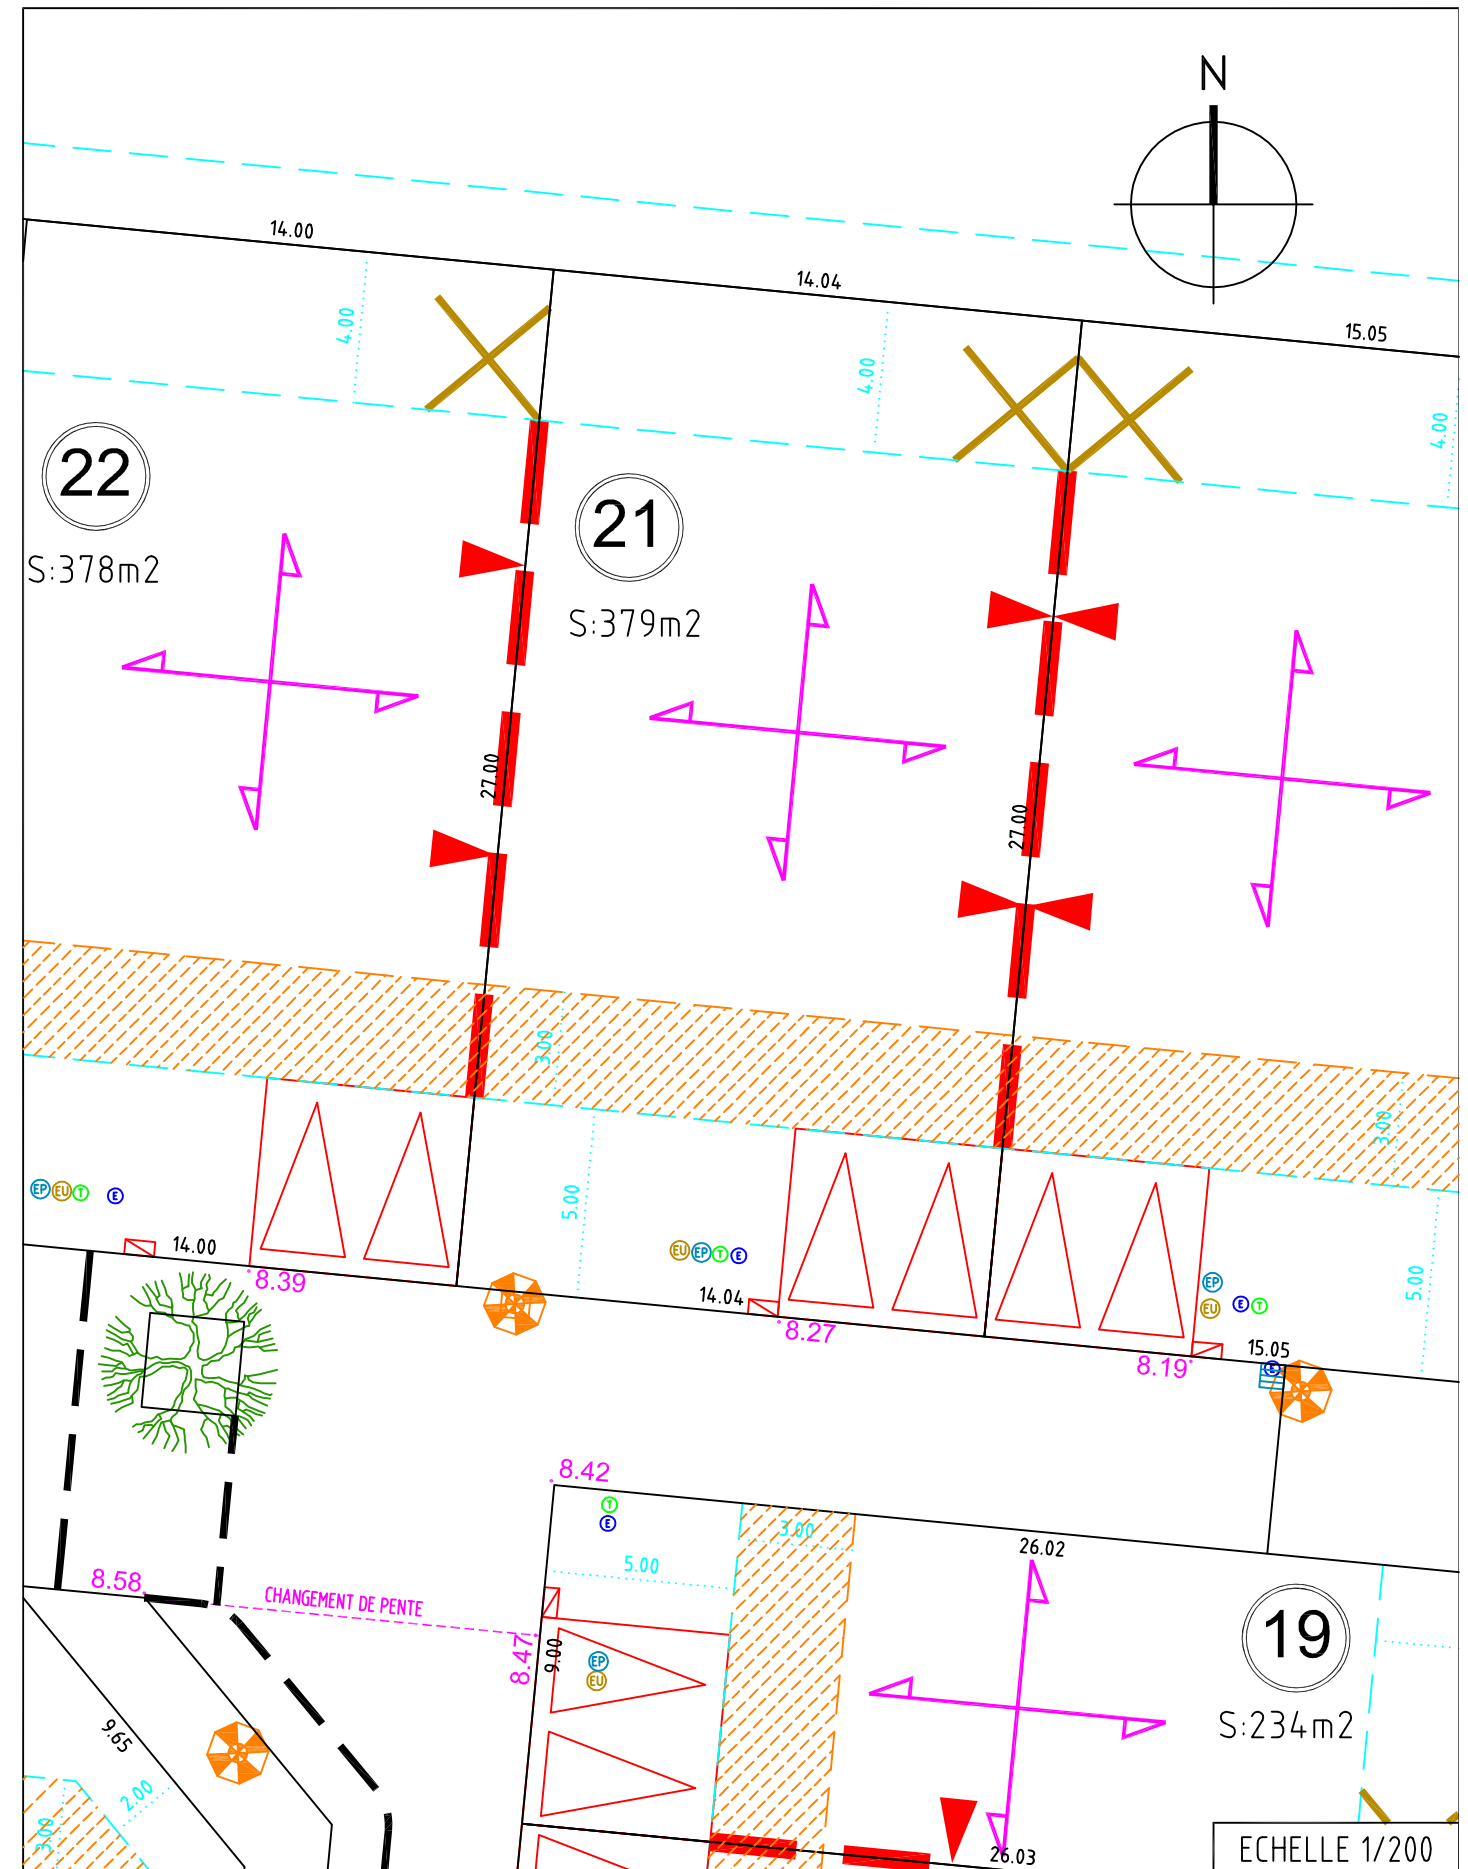 N
14.00
14.04
15.05
4.00
4.00
4.00
22
S:378m2
21
S:379m2
27.00
27.00
3.00
3.00
5.00
5.00
EP EU T E
EU EP T E
EP
EU E T
14.00
8.39
14.04
8.27
8.19
15.05
E
8.42
T
E
3.00
5.00
26.02
8.58
CHANGEMENT DE PENTE
8.47
9.00
EP
EU
19
S:234m2
9.65
2.00
3.00
26.03
ECHELLE 1/200